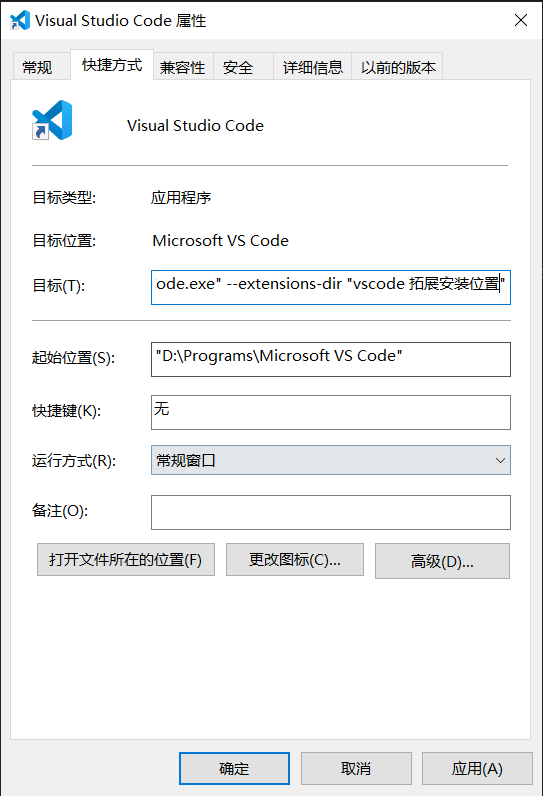 Visual Studio Code 属性
常规 快捷方式 兼容性 安全 详细信息 以前的版本
Visual Studio Code
目标类型: 应用程序
目标位置: Microsoft VS Code
目标(T): ode.exe" --extensions-dir "vscode 拓展安装位置"
起始位置(S): "D:\Programs\Microsoft VS Code"
快捷键(K): 无
运行方式(R): 常规窗口
备注(O):
打开文件所在的位置(F) 更改图标(C)... 高级(D)...
确定 取消 应用(A)